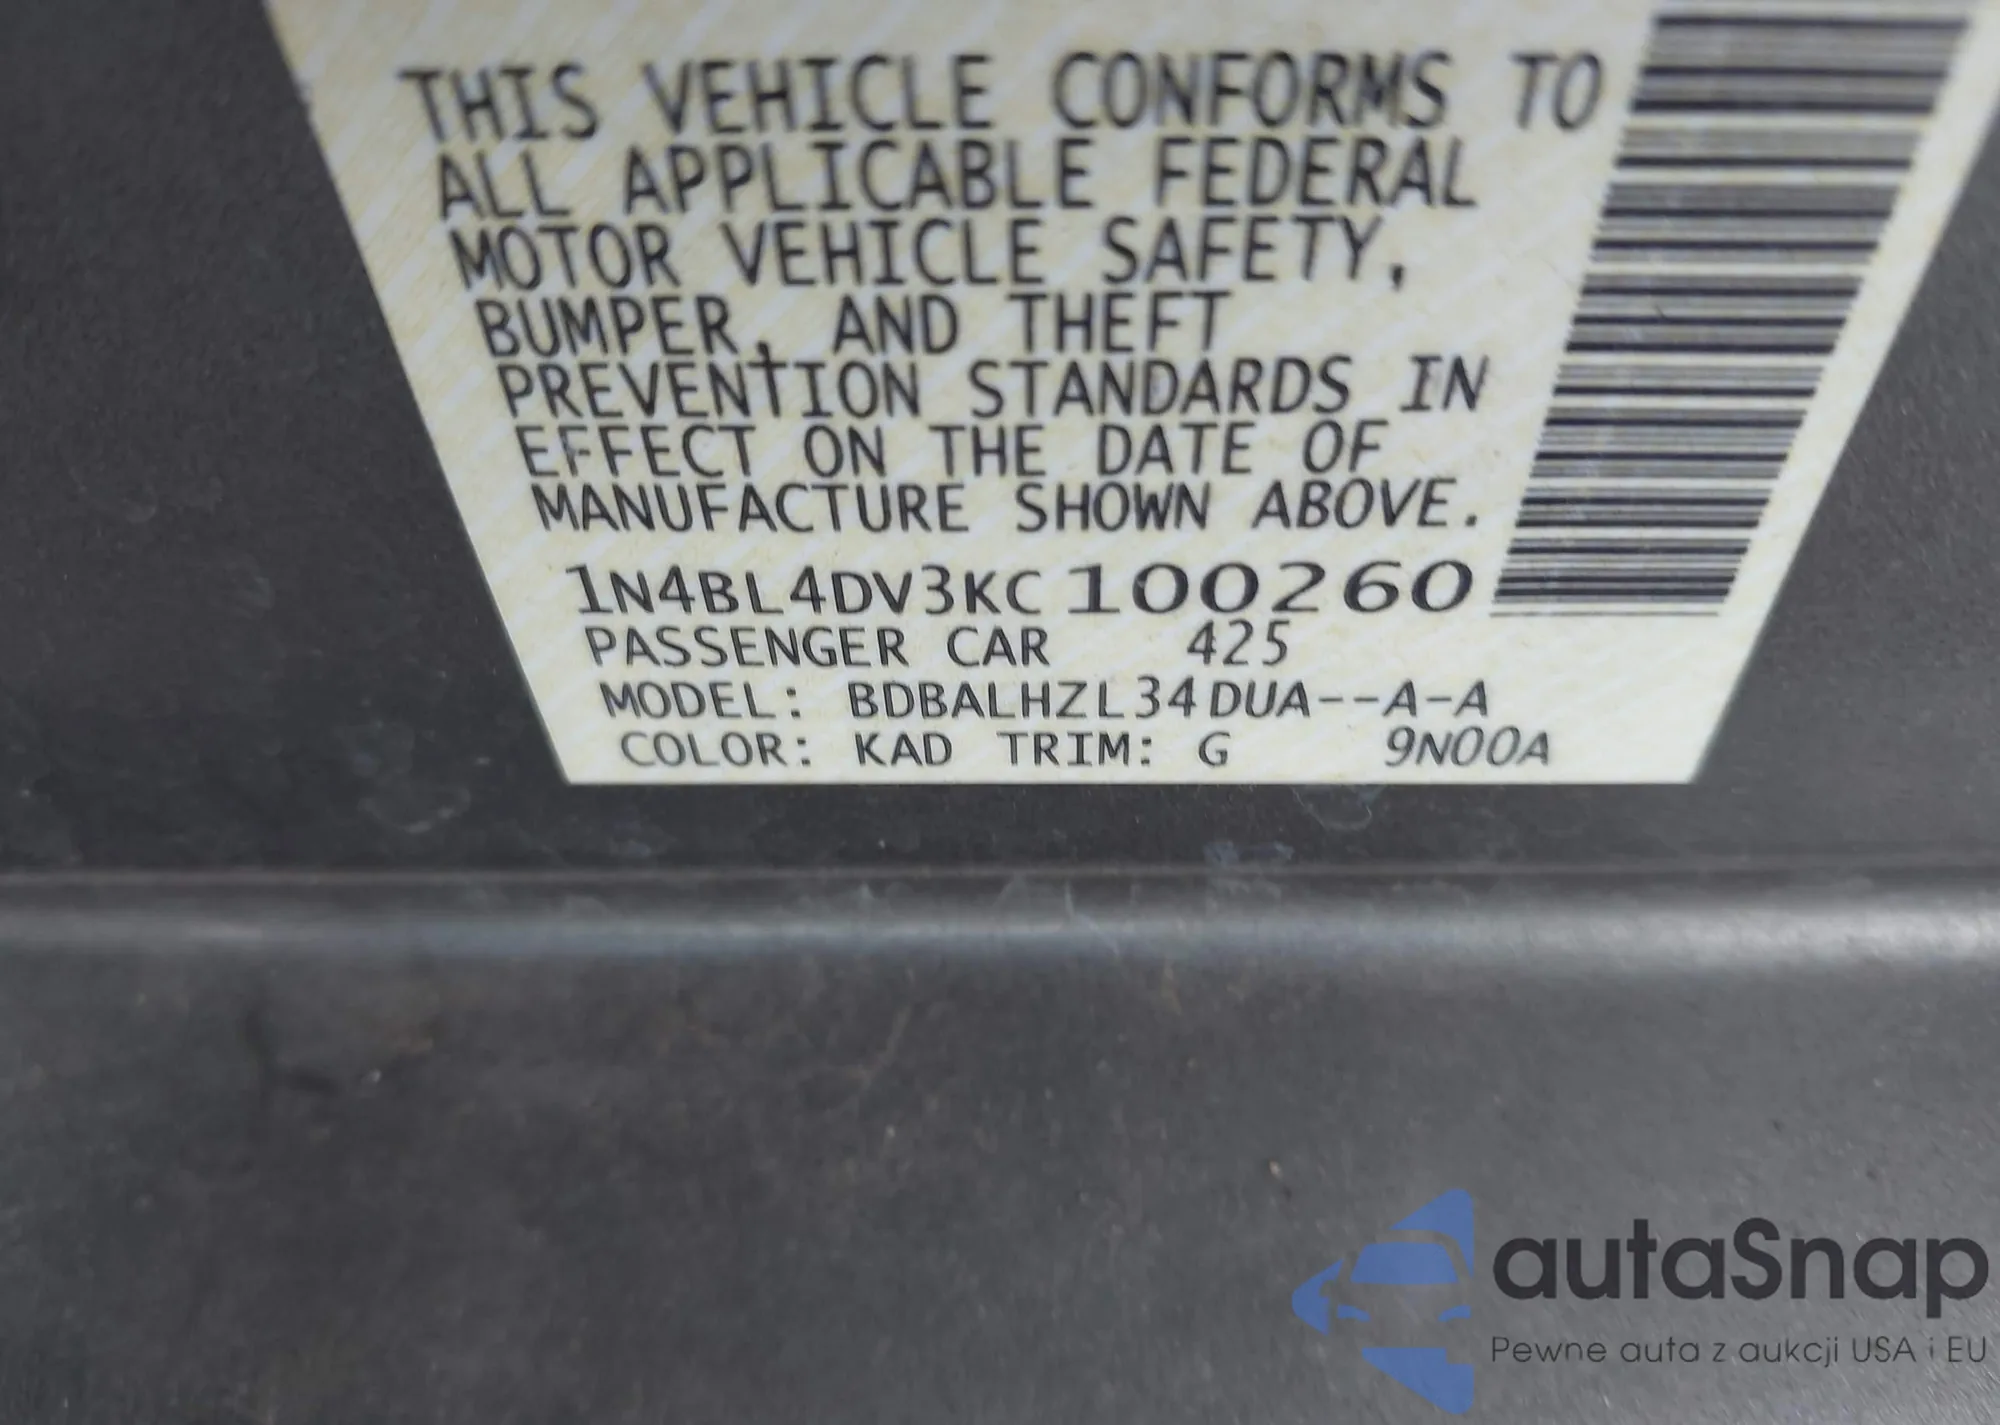 THIS VEHICLE CONFORMS TO
ALL APPLICABLE FEDERAL
MOTOR VEHICLE SAFETY,
BUMPER, AND THEFT
PREVENTION STANDARDS IN
EFFECT ON THE DATE OF
MANUFACTURE SHOWN ABOVE.
1N4BL4DV3KC100260
PASSENGER CAR 425
MODEL: BDBALHZL34DUA--A-A
COLOR: KAD TRIM: G 9N00A
autaSnap
Pewne auta z aukcji USA i EU